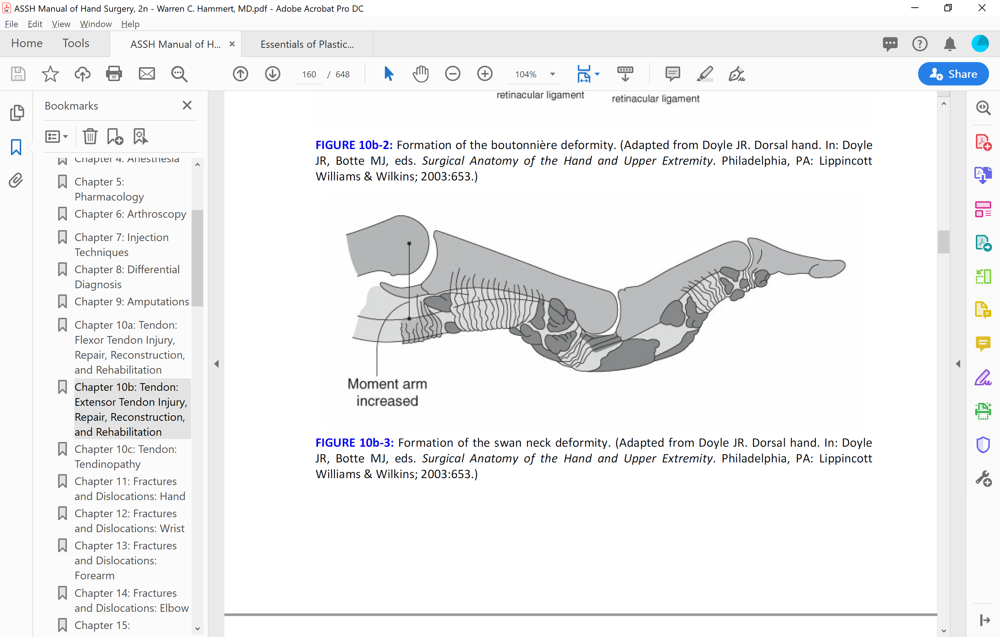 ASSH Manual of Hand Surgery, 2n - Warren C. Hammert, MD.pdf - Adobe Acrobat Pro DC
File Edit View Window Help
Home Tools ASSH Manual of H... × Essentials of Plastic...
160 / 648 104% Share
Bookmarks
Chapter 4: Anesthesia
Chapter 5:
Pharmacology
Chapter 6: Arthroscopy
Chapter 7: Injection
Techniques
Chapter 8: Differential
Diagnosis
Chapter 9: Amputations
Chapter 10a: Tendon:
Flexor Tendon Injury,
Repair, Reconstruction,
and Rehabilitation
Chapter 10b: Tendon:
Extensor Tendon Injury,
Repair, Reconstruction,
and Rehabilitation
Chapter 10c: Tendon:
Tendinopathy
Chapter 11: Fractures
and Dislocations: Hand
Chapter 12: Fractures
and Dislocations: Wrist
Chapter 13: Fractures
and Dislocations:
Forearm
Chapter 14: Fractures
and Dislocations: Elbow
Chapter 15:
retinacular ligament
retinacular ligament
FIGURE 10b-2: Formation of the boutonnière deformity. (Adapted from Doyle JR. Dorsal hand. In: Doyle
JR, Botte MJ, eds. Surgical Anatomy of the Hand and Upper Extremity. Philadelphia, PA: Lippincott
Williams & Wilkins; 2003:653.)
Moment arm
increased
FIGURE 10b-3: Formation of the swan neck deformity. (Adapted from Doyle JR. Dorsal hand. In: Doyle
JR, Botte MJ, eds. Surgical Anatomy of the Hand and Upper Extremity. Philadelphia, PA: Lippincott
Williams & Wilkins; 2003:653.)